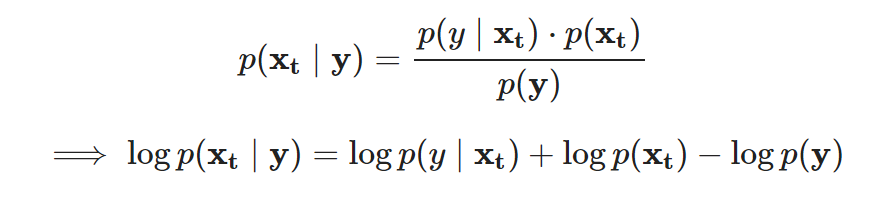 p(𝐱ₜ | 𝐲) = p(y | 𝐱ₜ) · p(𝐱ₜ) / p(𝐲)
⟹ log p(𝐱ₜ | 𝐲) = log p(y | 𝐱ₜ) + log p(𝐱ₜ) − log p(𝐲)